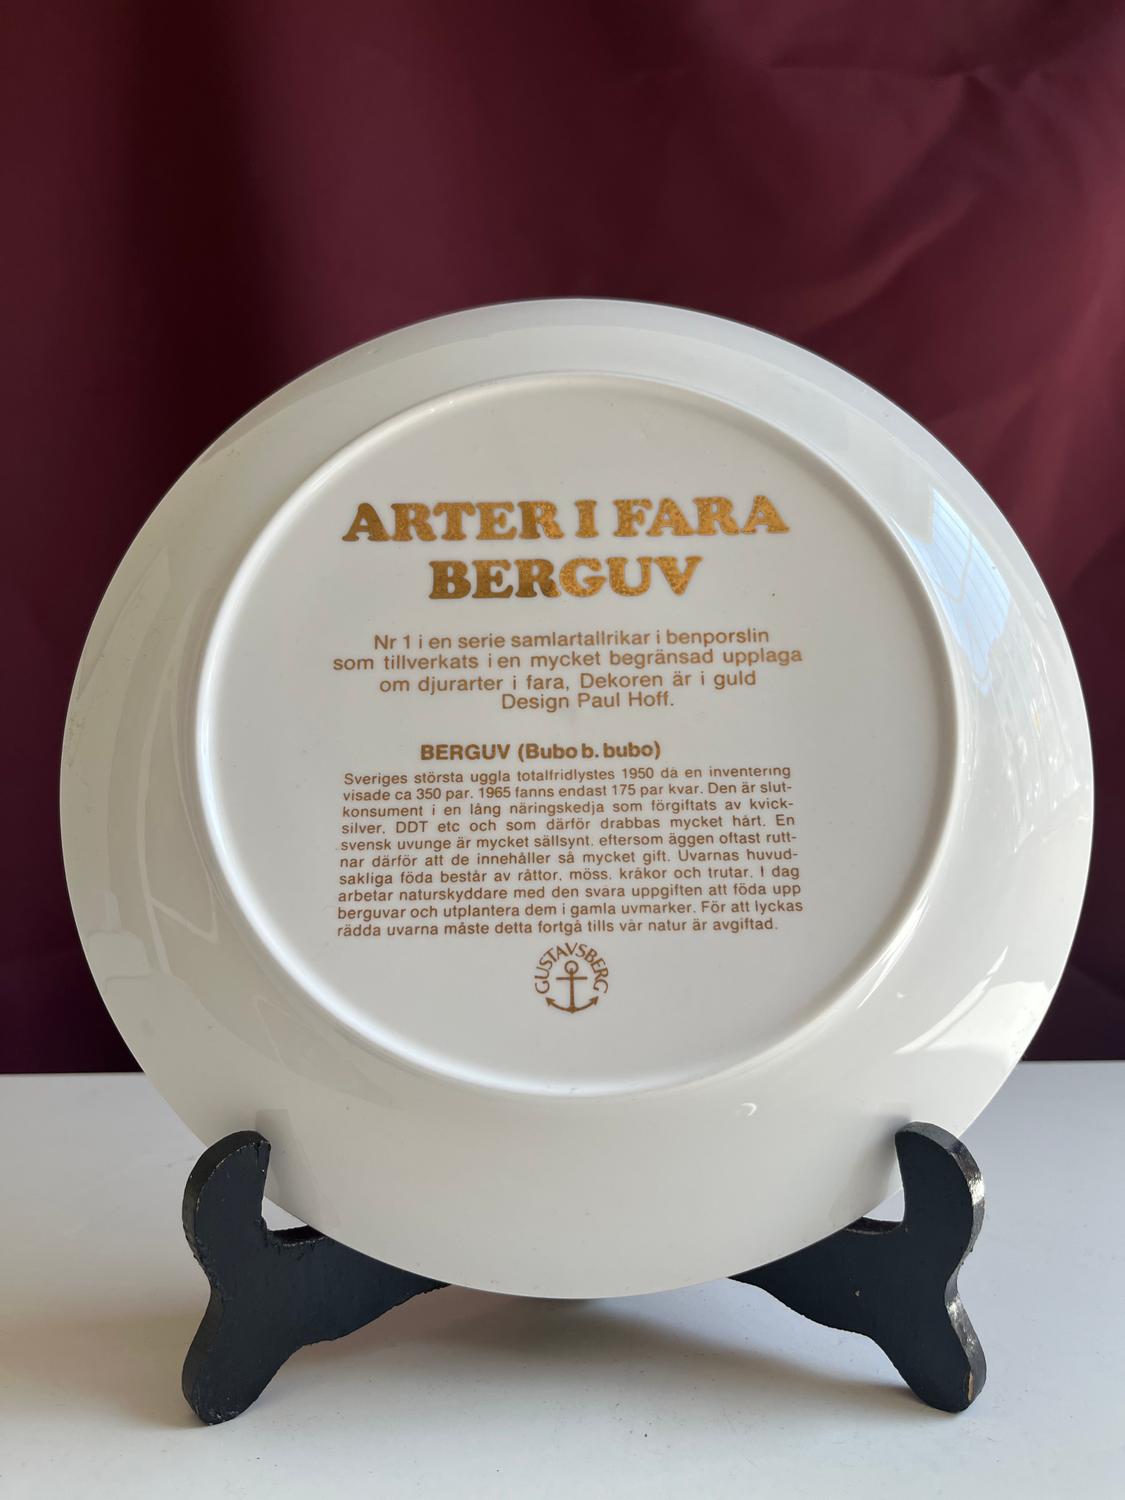 ARTER I FARA
BERGUV
Nr 1 i en serie samlartallrikar i benporslin
som tillverkats i en mycket begränsad upplaga
om djurarter i fara, Dekoren är i guld
Design Paul Hoff.
BERGUV (Bubo b. bubo)
Sveriges största uggla totalfridlystes 1950 då en inventering
visade ca 350 par. 1965 fanns endast 175 par kvar. Den är slut-
konsument i en lång näringskedja som förgiftats av kvick-
silver, DDT etc och som därför drabbas mycket hårt. En
svensk uvunge är mycket sällsynt, eftersom äggen oftast rutt-
nar därför att de innehåller så mycket gift. Uvarnas huvud-
sakliga föda består av råttor, möss, kråkor och trutar. I dag
arbetar naturskyddare med den svåra uppgiften att föda upp
berguvar och utplantera dem i gamla uvmarker. För att lyckas
rädda uvarna måste detta fortgå tills vår natur är avgiftad.
GUSTAVSBERG